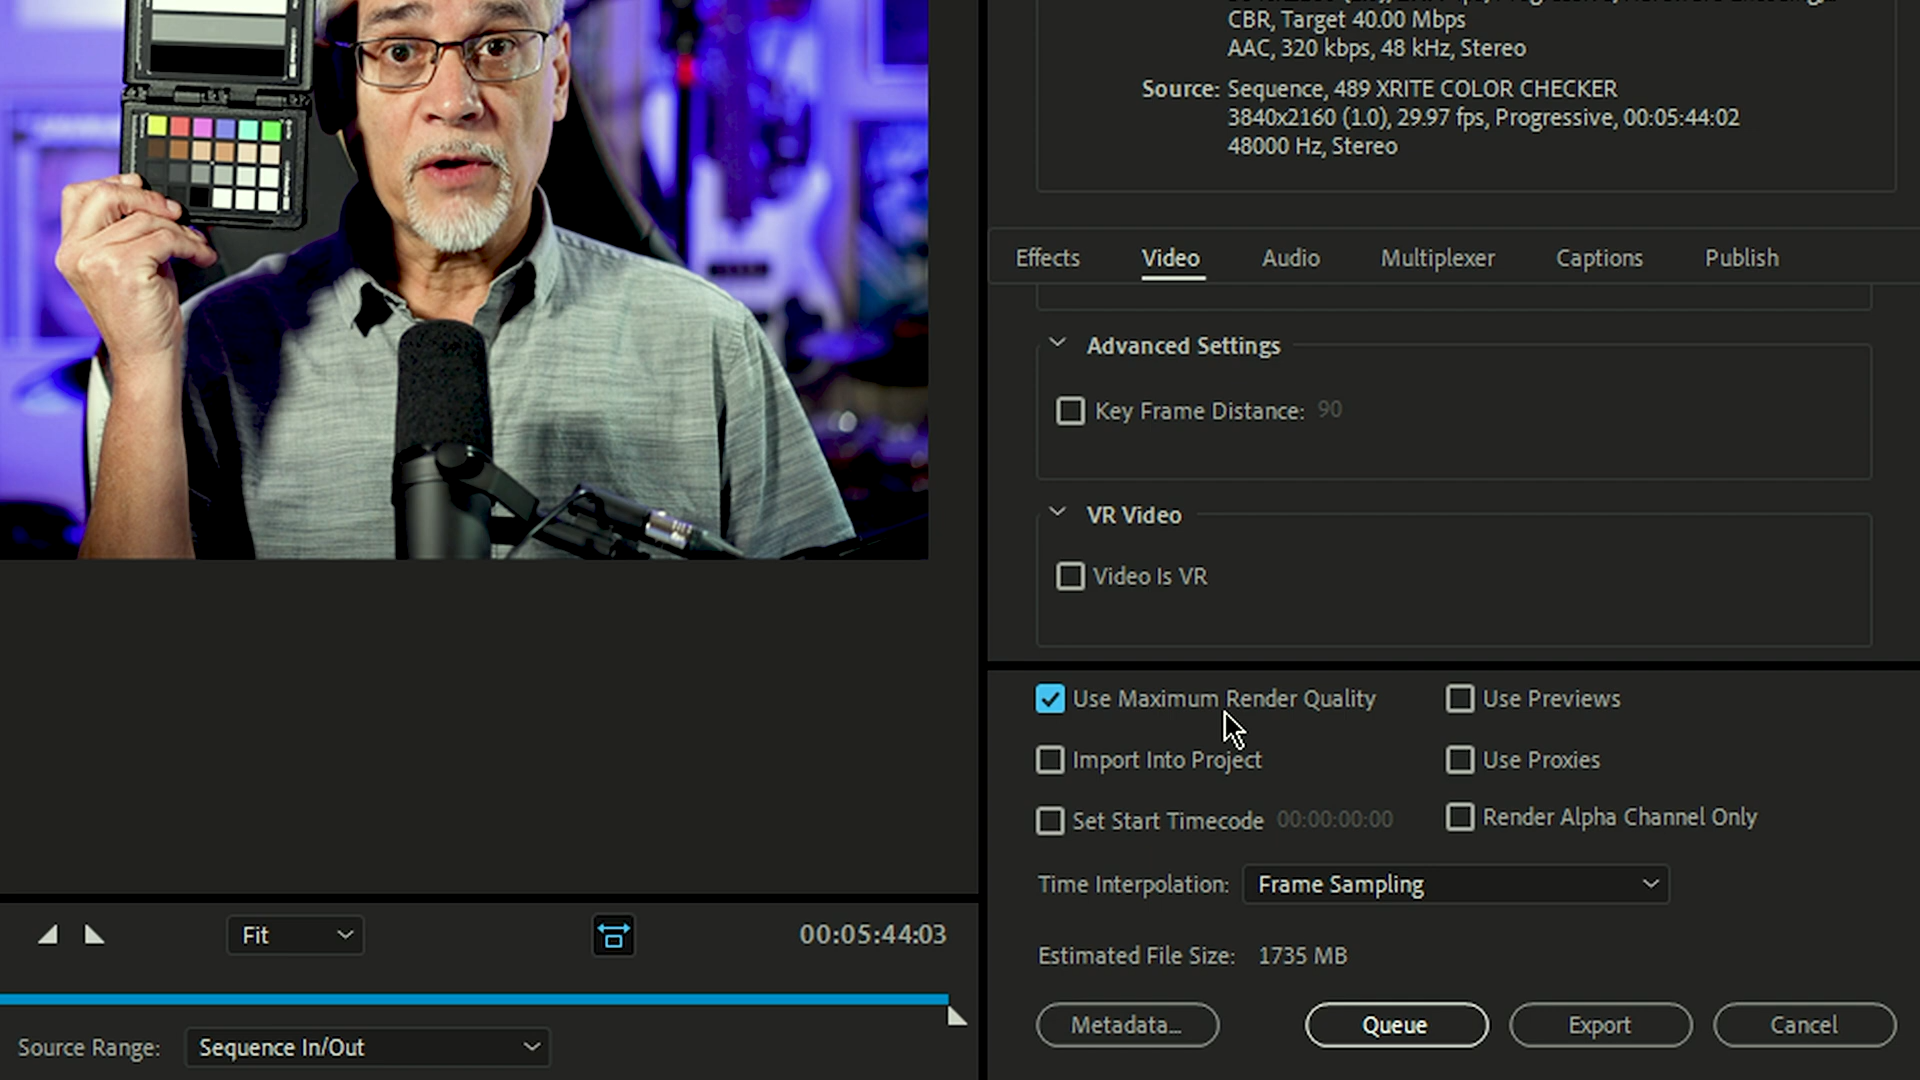 CBR, Target 40.00 Mbps
AAC, 320 kbps, 48 kHz, Stereo
Source: Sequence, 489 XRITE COLOR CHECKER
3840x2160 (1.0), 29.97 fps, Progressive, 00:05:44:02
48000 Hz, Stereo
Effects Video Audio Multiplexer Captions Publish
Advanced Settings
Key Frame Distance: 90
VR Video
Video Is VR
Use Maximum Render Quality Use Previews
Import Into Project Use Proxies
Set Start Timecode 00:00:00:00 Render Alpha Channel Only
Time Interpolation: Frame Sampling
Fit 00:05:44:03
Estimated File Size: 1735 MB
Metadata... Queue Export Cancel
Source Range: Sequence In/Out